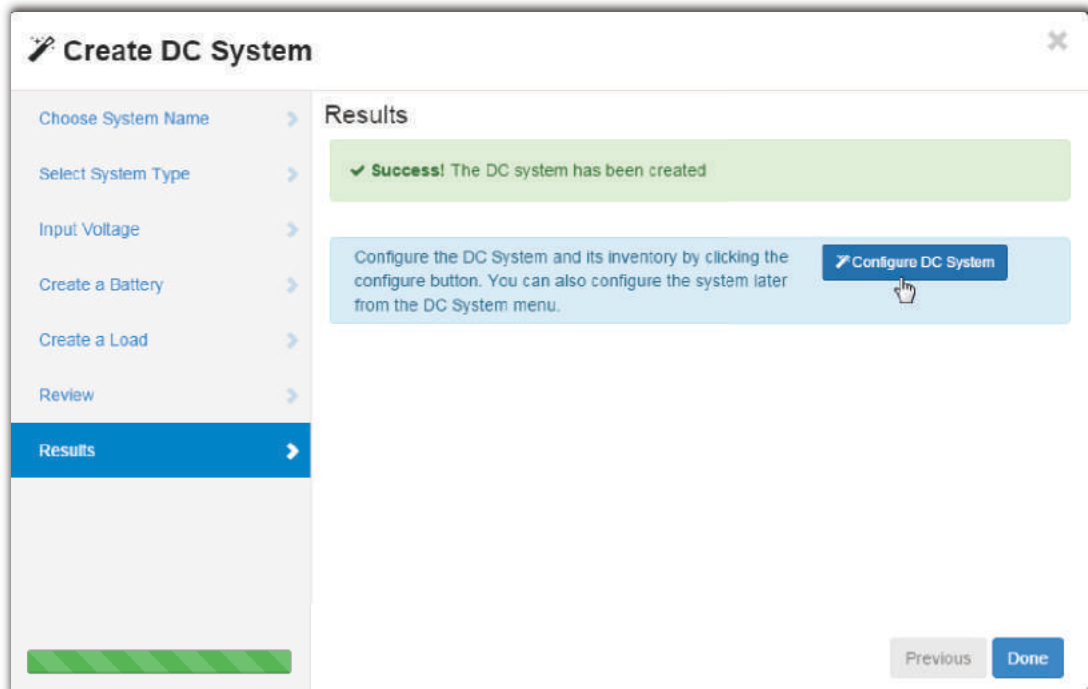 Create DC System
Choose System Name
Select System Type
Input Voltage
Create a Battery
Create a Load
Review
Results
Results
Success! The DC system has been created
Configure the DC System and its inventory by clicking the
configure button. You can also configure the system later
from the DC System menu.
Configure DC System
Previous
Done